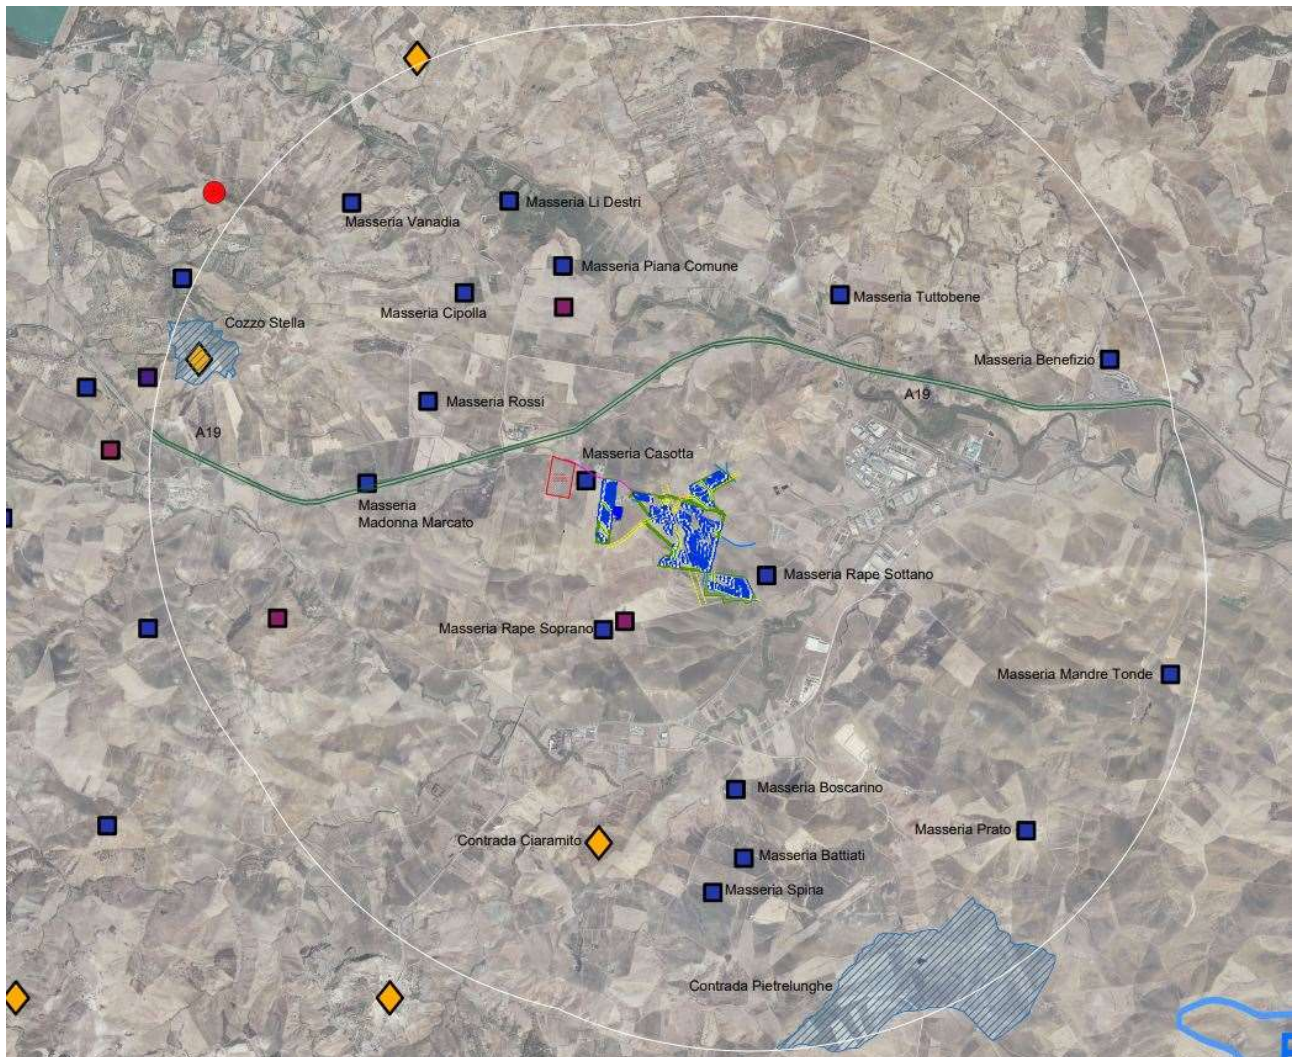 Masseria Li Destri
Masseria Vanadia
Masseria Piana Comune
Masseria Tuttobene
Masseria Cipolla
Cozzo Stella
Masseria Benefizio
A19
Masseria Rossi
A19
Masseria Casotta
Masseria
Madonna Marcato
Masseria Rape Sottano
Masseria Rape Soprano
Masseria Mandre Tonde
Masseria Boscarino
Masseria Prato
Contrada Ciaramito
Masseria Battiati
Masseria Spina
Contrada Pietrelunghe